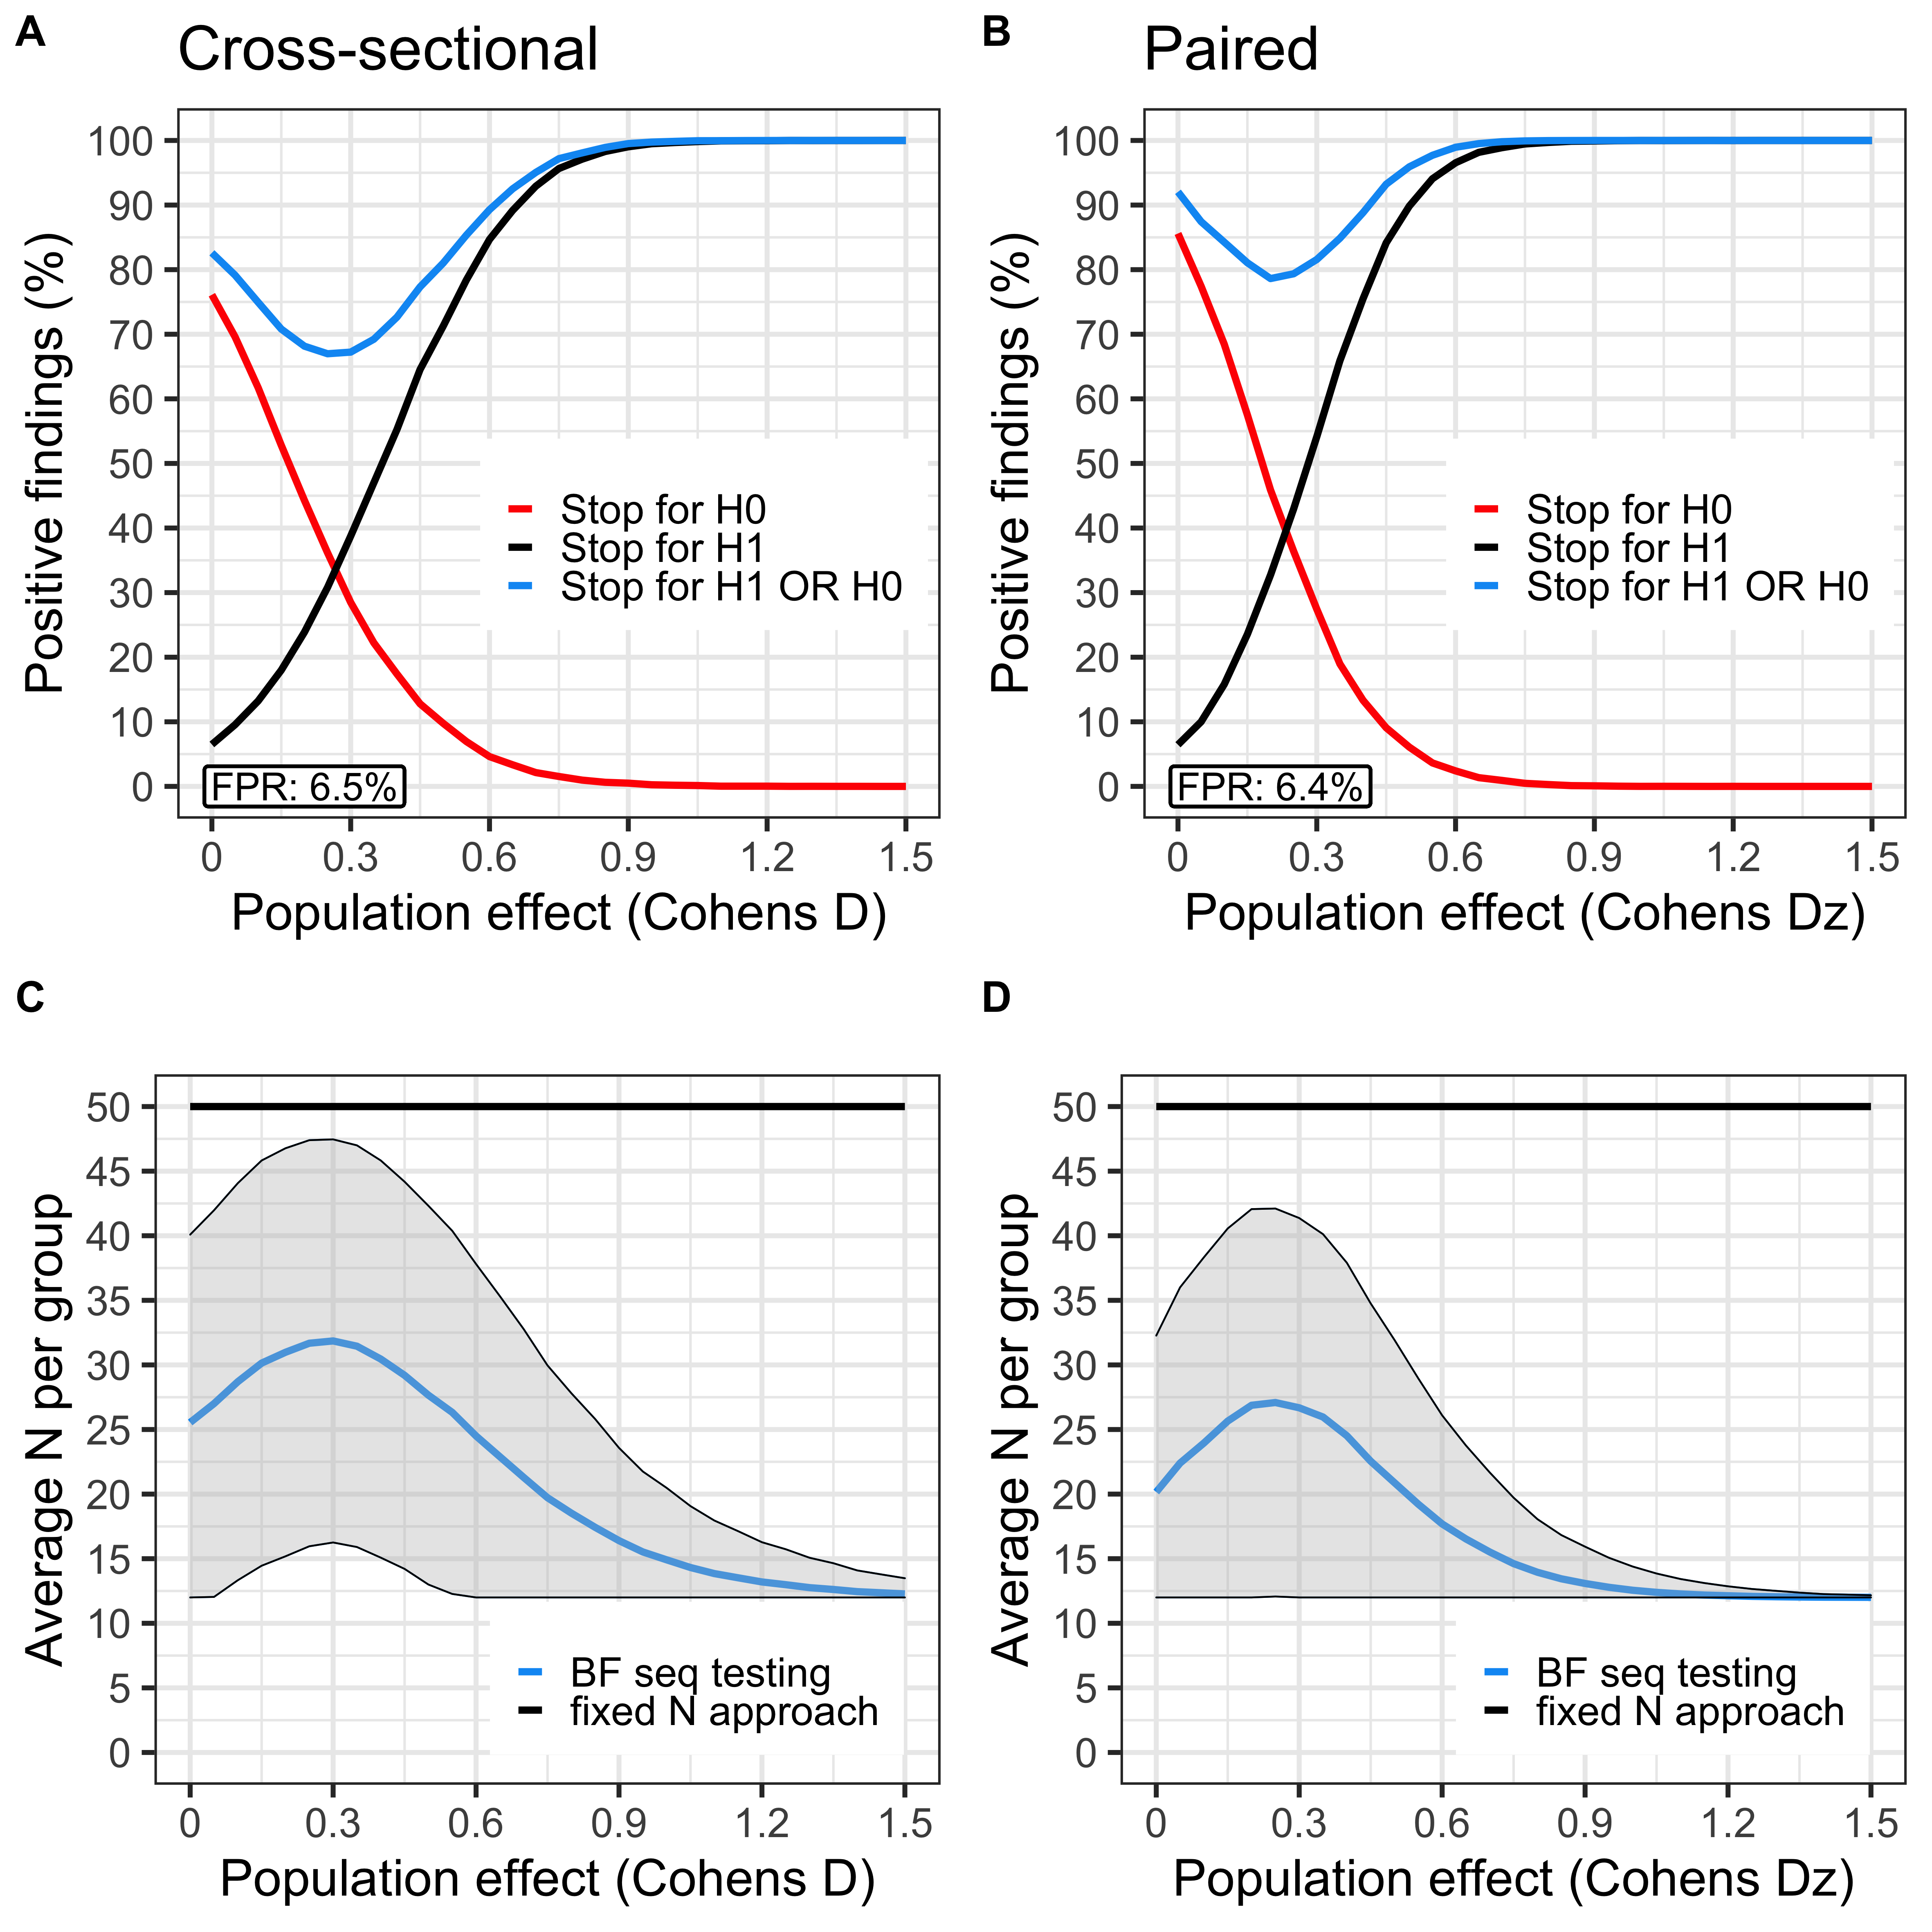 A
Cross-sectional
Positive findings (%)
100
90
80
70
60
50
40
30
20
10
0
Stop for H0
Stop for H1
Stop for H1 OR H0
FPR: 6.5%
0 0.3 0.6 0.9 1.2 1.5
Population effect (Cohens D)
B
Paired
Positive findings (%)
100
90
80
70
60
50
40
30
20
10
0
Stop for H0
Stop for H1
Stop for H1 OR H0
FPR: 6.4%
0 0.3 0.6 0.9 1.2 1.5
Population effect (Cohens Dz)
C
Average N per group
50
45
40
35
30
25
20
15
10
5
0
BF seq testing
fixed N approach
0 0.3 0.6 0.9 1.2 1.5
Population effect (Cohens D)
D
Average N per group
50
45
40
35
30
25
20
15
10
5
0
BF seq testing
fixed N approach
0 0.3 0.6 0.9 1.2 1.5
Population effect (Cohens Dz)